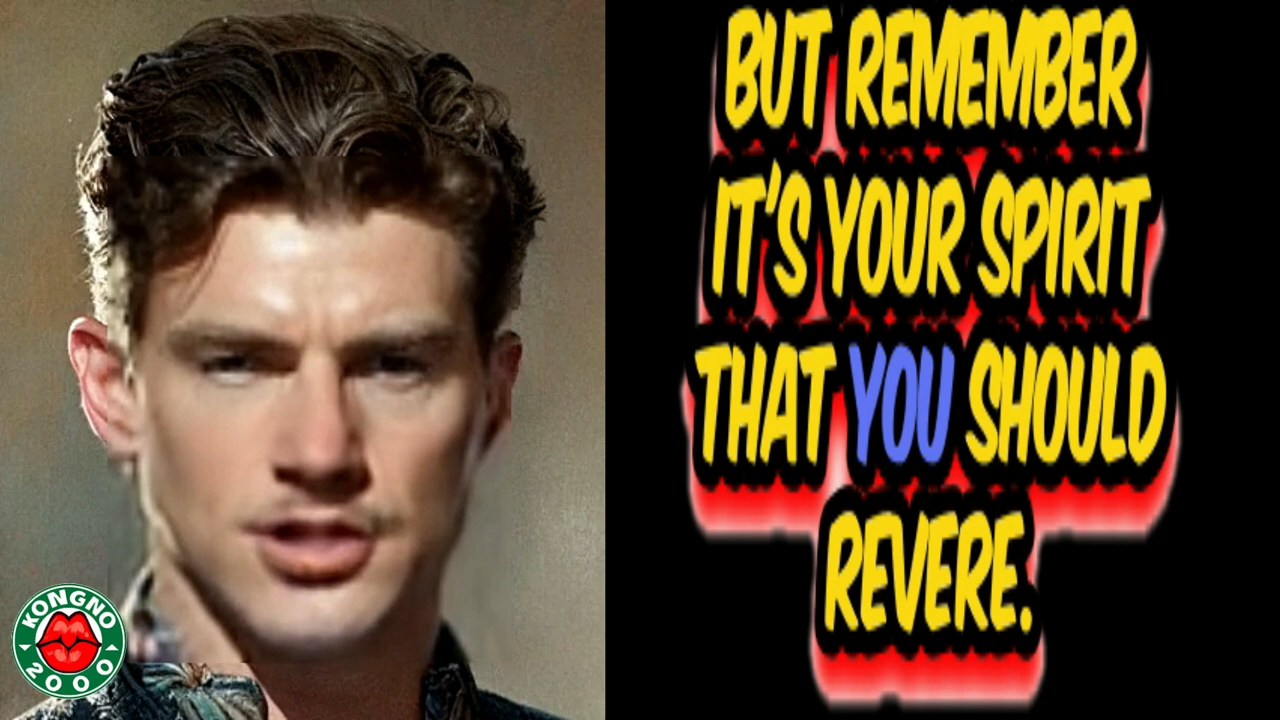 BUT REMEMBER
IT'S YOUR SPIRIT
THAT YOU SHOULD
REVERE.
KONGNO
2000